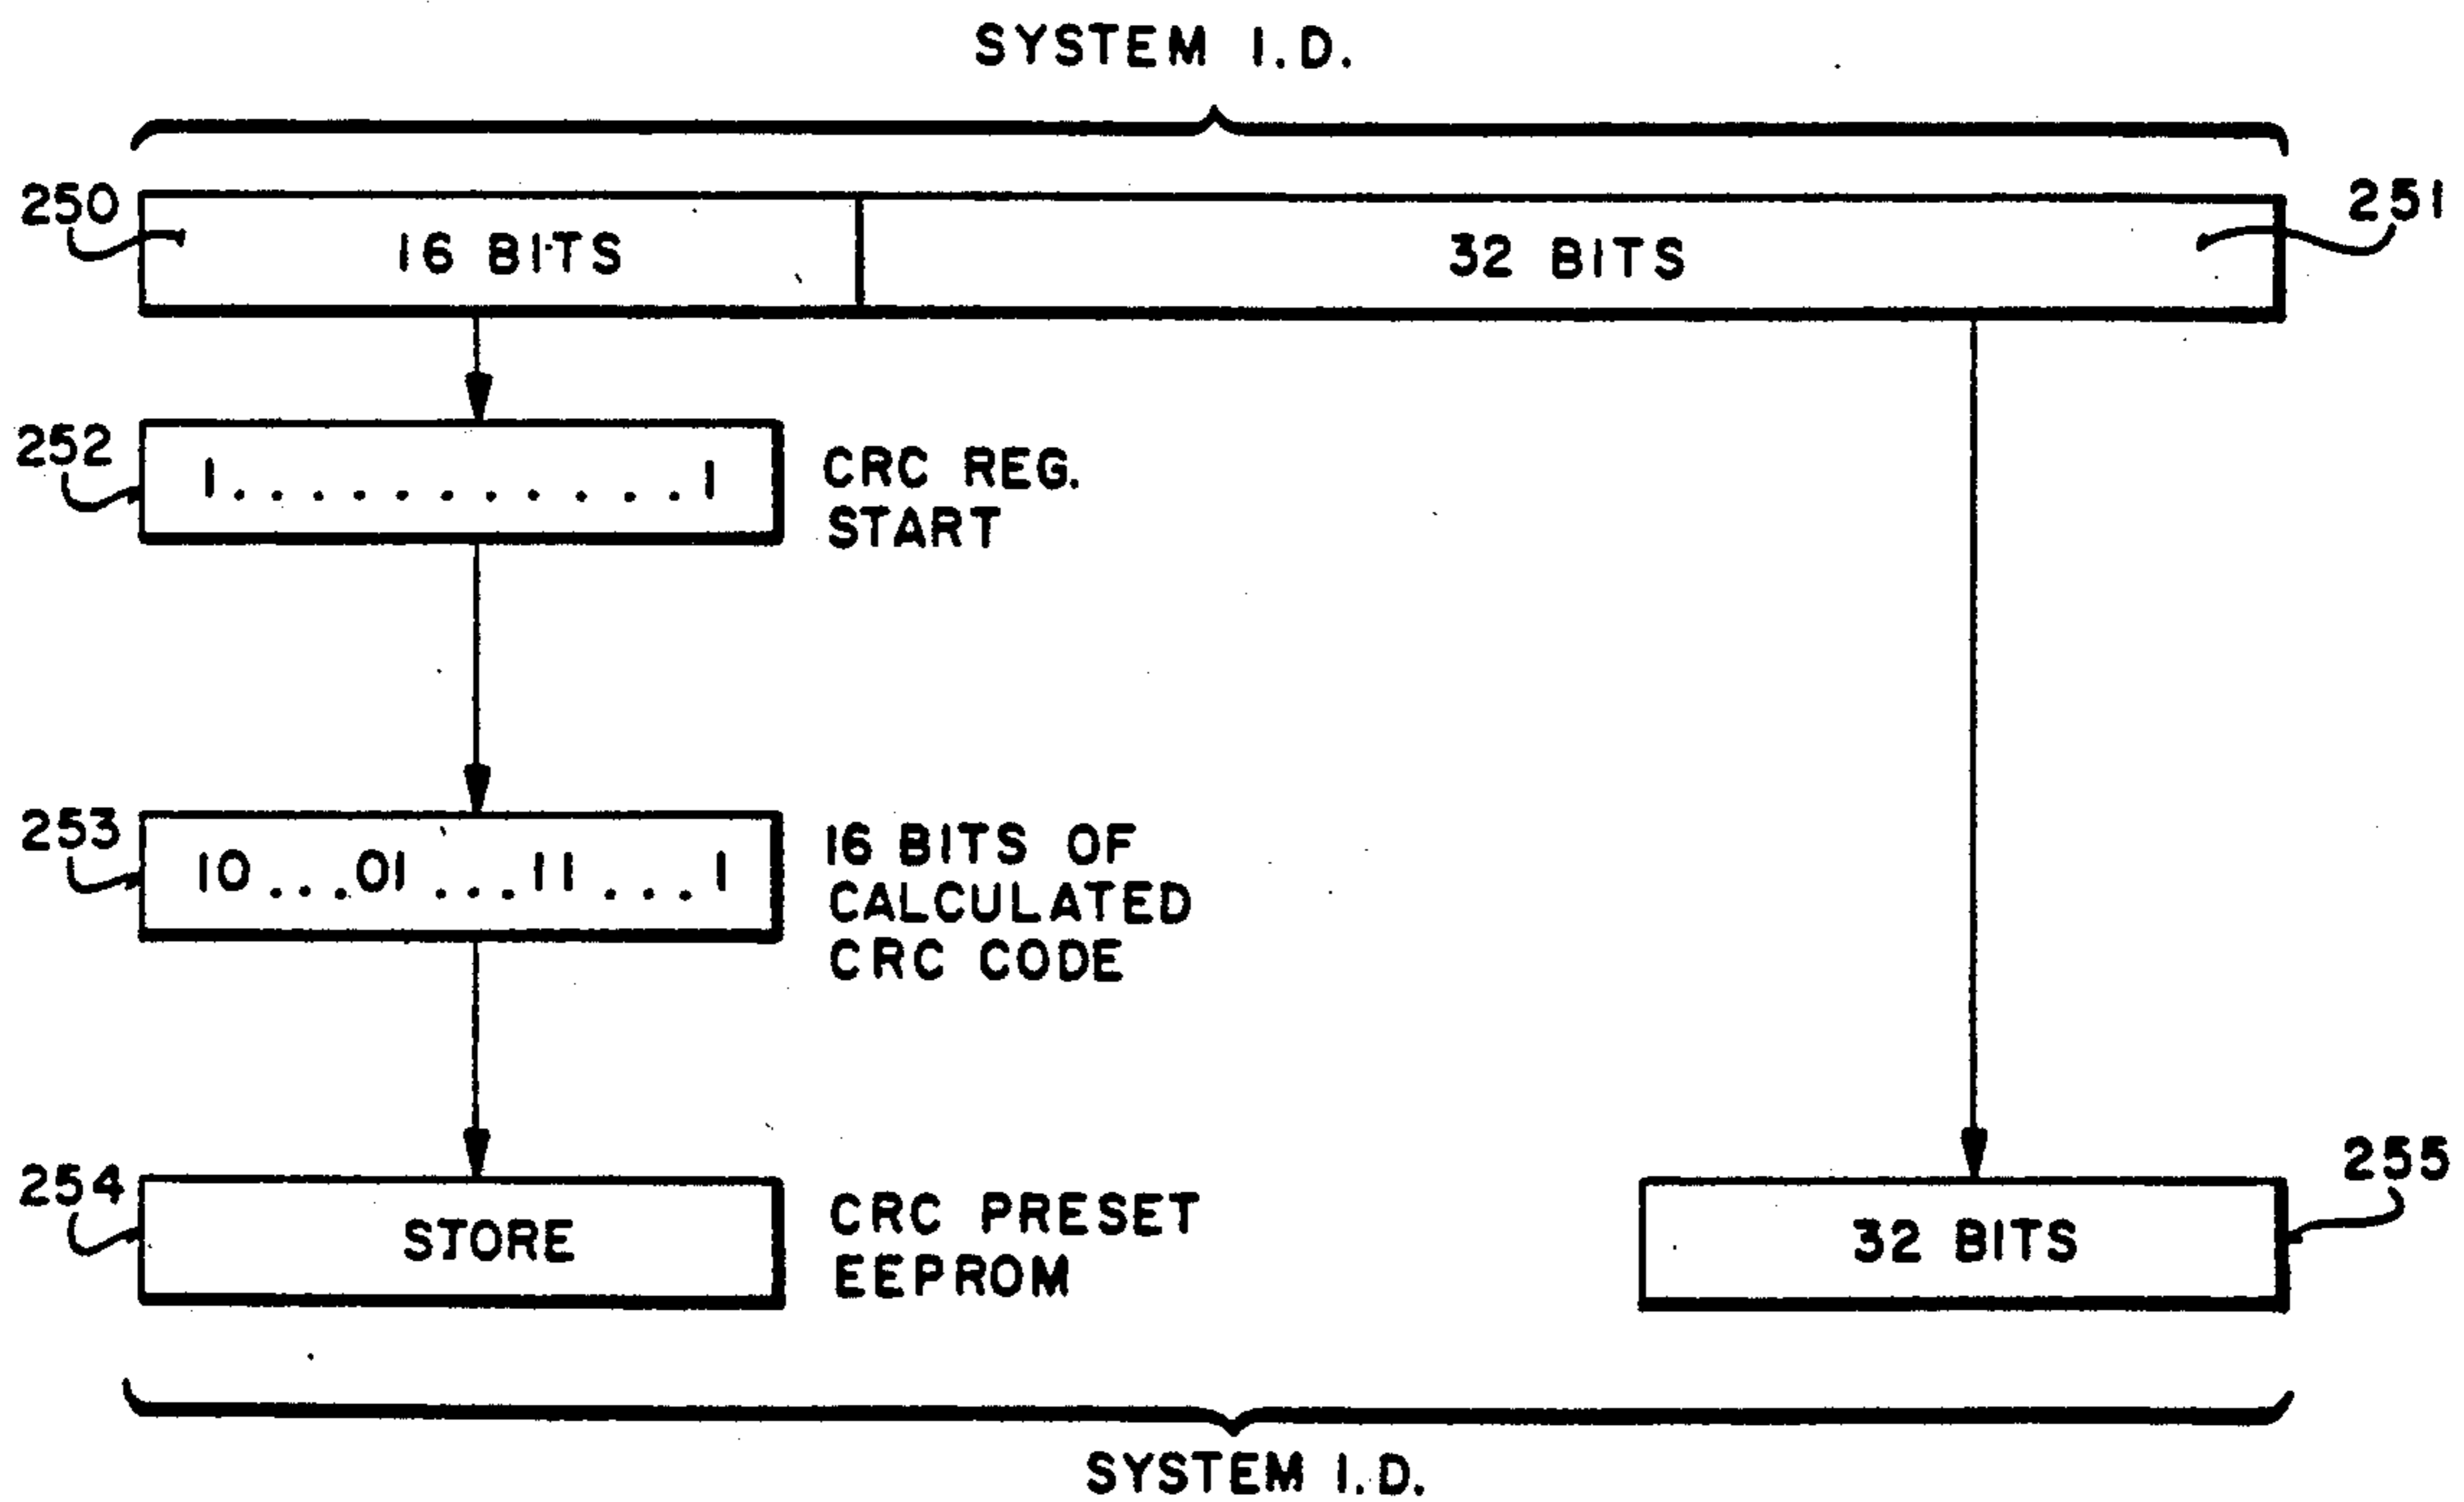 SYSTEM I.D.
250
16 BITS
32 BITS
251
252
1............1
CRC REG.
START
253
10...01...11...1
16 BITS OF
CALCULATED
CRC CODE
254
STORE
CRC PRESET
EEPROM
32 BITS
255
SYSTEM I.D.